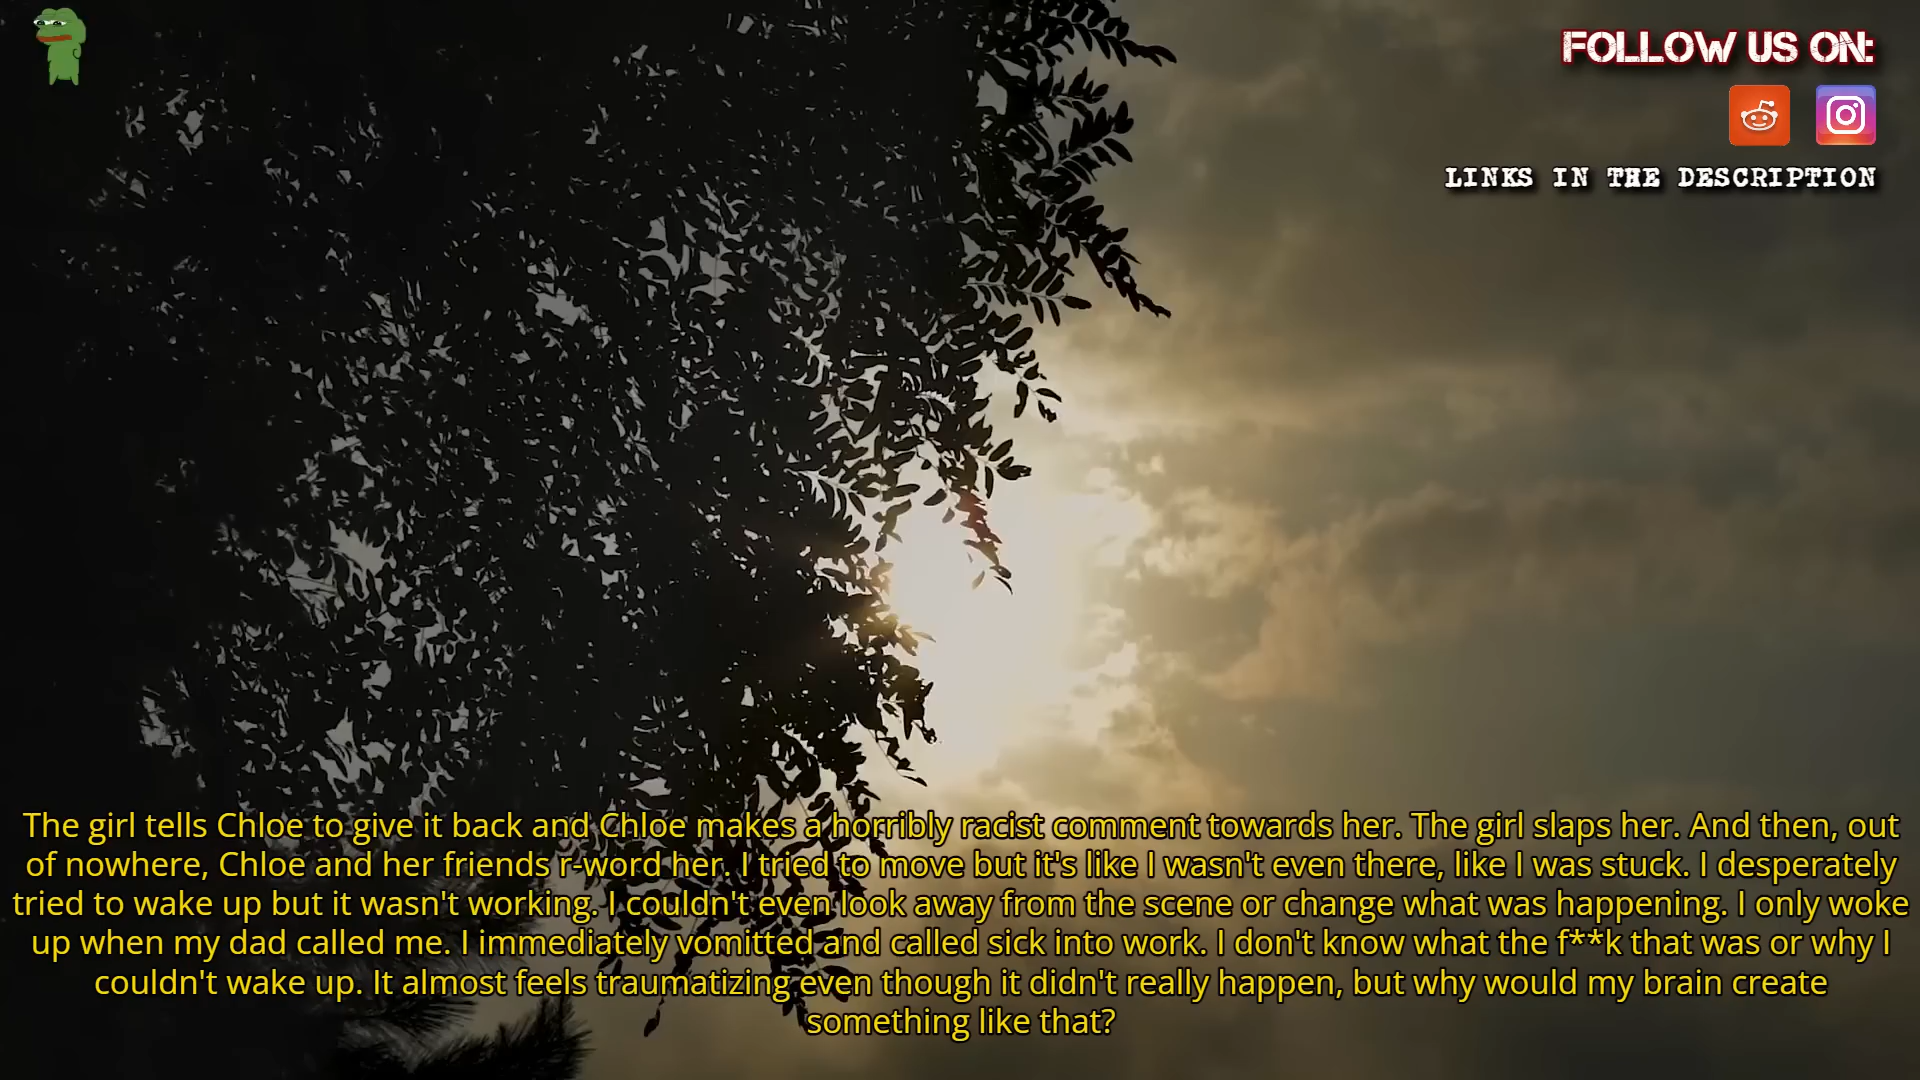 FOLLOW US ON:
LINKS IN THE DESCRIPTION
The girl tells Chloe to give it back and Chloe makes a horribly racist comment towards her. The girl slaps her. And then, out
of nowhere, Chloe and her friends r-word her. I tried to move but it's like I wasn't even there, like I was stuck. I desperately
tried to wake up but it wasn't working. I couldn't even look away from the scene or change what was happening. I only woke
up when my dad called me. I immediately vomitted and called sick into work. I don't know what the f**k that was or why I
couldn't wake up. It almost feels traumatizing even though it didn't really happen, but why would my brain create
something like that?